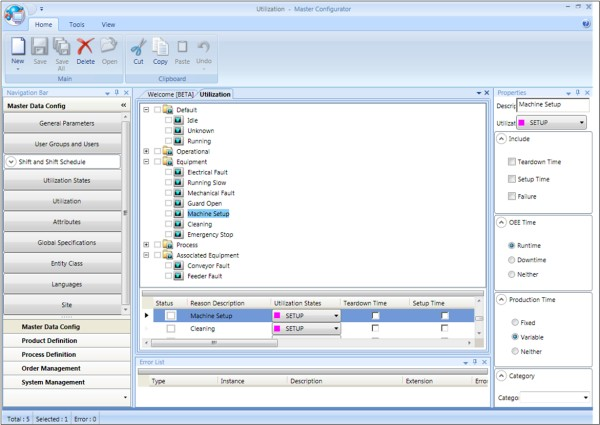 Utilization - Master Configurator
Home Tools View
New Save Save All Delete Open Cut Copy Paste Undo
Main Clipboard
Navigation Bar
Master Data Config
General Parameters
User Groups and Users
Shift and Shift Schedule
Utilization States
Utilization
Attributes
Global Specifications
Entity Class
Languages
Site
Master Data Config
Product Definition
Process Definition
Order Management
System Management
Welcome [BETA] Utilization
Default
Idle
Unknown
Running
Operational
Equipment
Electrical Fault
Running Slow
Mechanical Fault
Guard Open
Machine Setup
Cleaning
Emergency Stop
Process
Associated Equipment
Conveyor Fault
Feeder Fault
Status Reason Description Utilization States Teardown Time Setup Time
Machine Setup SETUP
Cleaning SETUP
Error List
Type Instance Description Extension Erro
Properties
Descrip Machine Setup
Utilizat SETUP
Include
Teardown Time
Setup Time
Failure
OEE Time
Runtime
Downtime
Neither
Production Time
Fixed
Variable
Neither
Category
Catego
Total : 5 Selected : 1 Error : 0